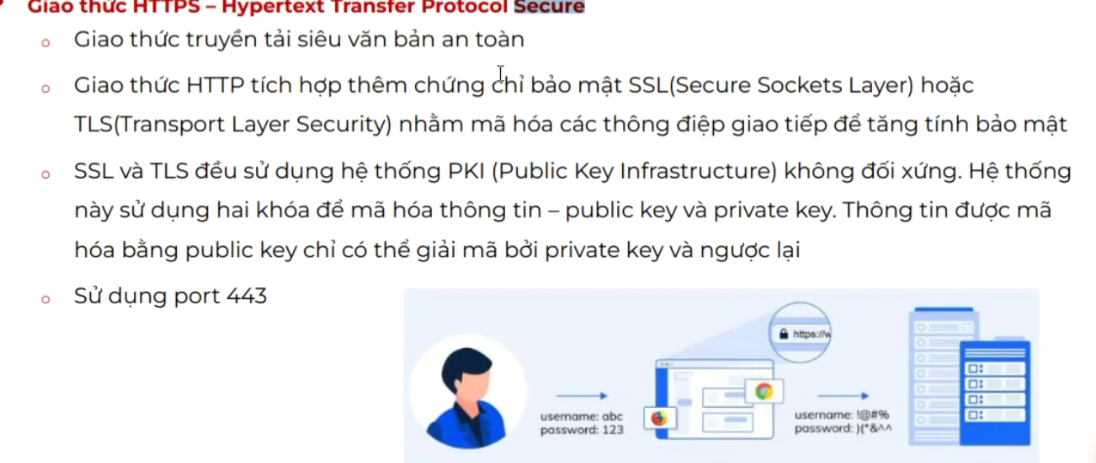 Giao thức HTTPS – Hypertext Transfer Protocol Secure
o Giao thức truyền tải siêu văn bản an toàn
o Giao thức HTTP tích hợp thêm chứng chỉ bảo mật SSL(Secure Sockets Layer) hoặc
TLS(Transport Layer Security) nhằm mã hóa các thông điệp giao tiếp để tăng tính bảo mật
o SSL và TLS đều sử dụng hệ thống PKI (Public Key Infrastructure) không đối xứng. Hệ thống
này sử dụng hai khóa để mã hóa thông tin – public key và private key. Thông tin được mã
hóa bằng public key chỉ có thể giải mã bởi private key và ngược lại
o Sử dụng port 443
https://w
username: abc
password: 123
username: !@#%
password: )(*&^^